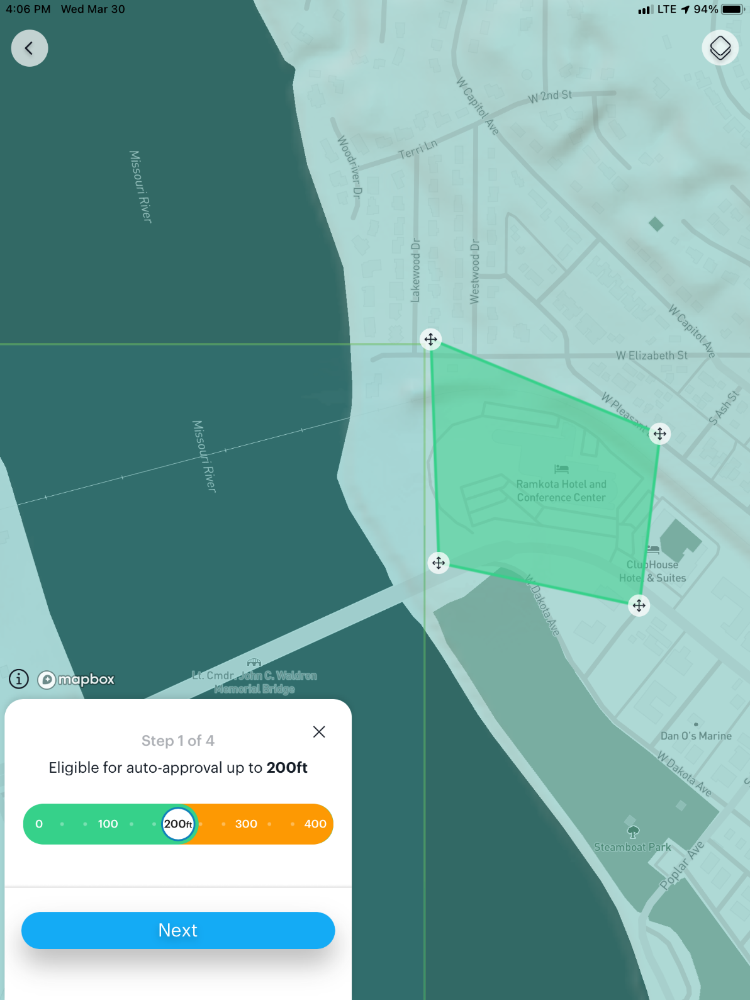 4:06 PM Wed Mar 30
LTE 94%
W Capitol Ave
W 2nd St
Woodriver Dr
Terri Ln
Missouri River
Lakewood Dr
Westwood Dr
W Capitol Ave
W Elizabeth St
S Ash St
W Pleasant
Missouri River
Ramkota Hotel and
Conference Center
ClubHouse
Hotel & Suites
W Dakota Ave
mapbox
Lt. Cmdr. John C. Waldron
Memorial Bridge
Dan O's Marine
W Dakota Ave
S
Steamboat Park
Poplar Ave
Step 1 of 4
Eligible for auto-approval up to 200ft
0 100 200ft 300 400
Next